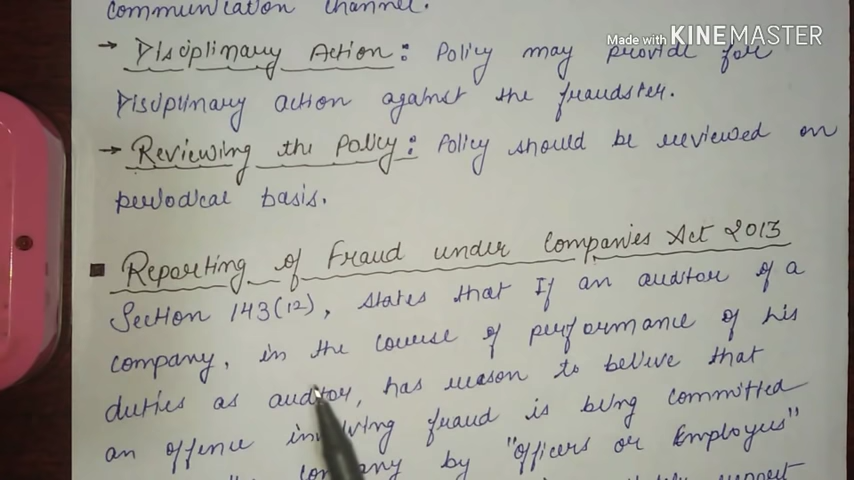 communication channel.
Made with KINEMASTER
→ Disciplinary Action : Policy may provide for
Disciplinary action against the fraudster.
→ Reviewing the Policy : Policy should be reviewed on
periodical basis.
■ Reporting of Fraud under Companies Act 2013
Section 143(12), states that If an auditor of a
company, in the course of performance of his
duties as auditor, has reason to believe that
an offence involving fraud is being committed
company by "officers or Employees"